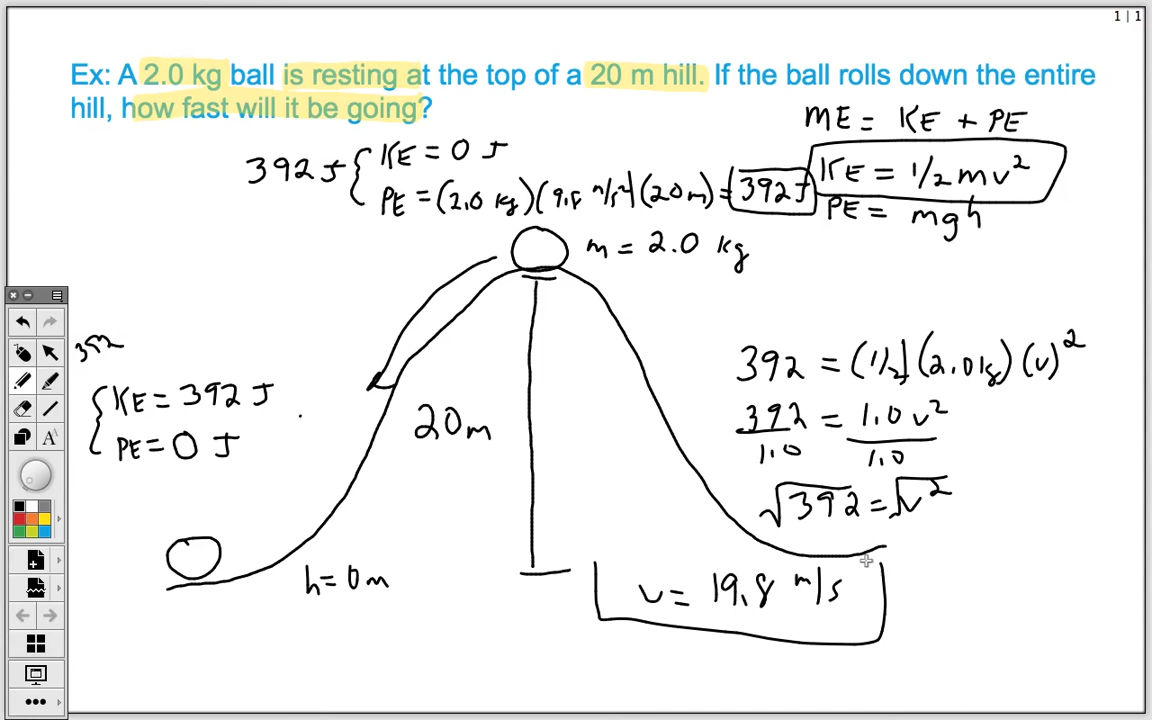 1 | 1
Ex: A 2.0 kg ball is resting at the top of a 20 m hill. If the ball rolls down the entire
hill, how fast will it be going?
ME = KE + PE
392 J { KE = 0 J
PE = (2.0 kg)(9.8 m/s²)(20m) = 392 J
KE = 1/2 mv²
PE = mgh
m = 2.0 kg
392
{ KE = 392 J
PE = 0 J
20m
h = 0m
392 = (1/2)(2.0kg)(v)²
392 = 1.0 v²
1.0 1.0
√392 = √v²
v = 19.8 m/s
A